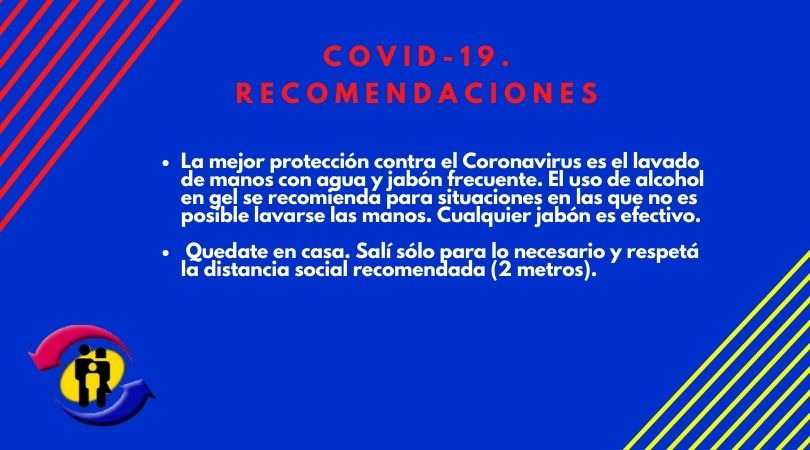 COVID-19.
RECOMENDACIONES
• La mejor protección contra el Coronavirus es el lavado
de manos con agua y jabón frecuente. El uso de alcohol
en gel se recomienda para situaciones en las que no es
posible lavarse las manos. Cualquier jabón es efectivo.
• Quedate en casa. Salí sólo para lo necesario y respetá
la distancia social recomendada (2 metros).